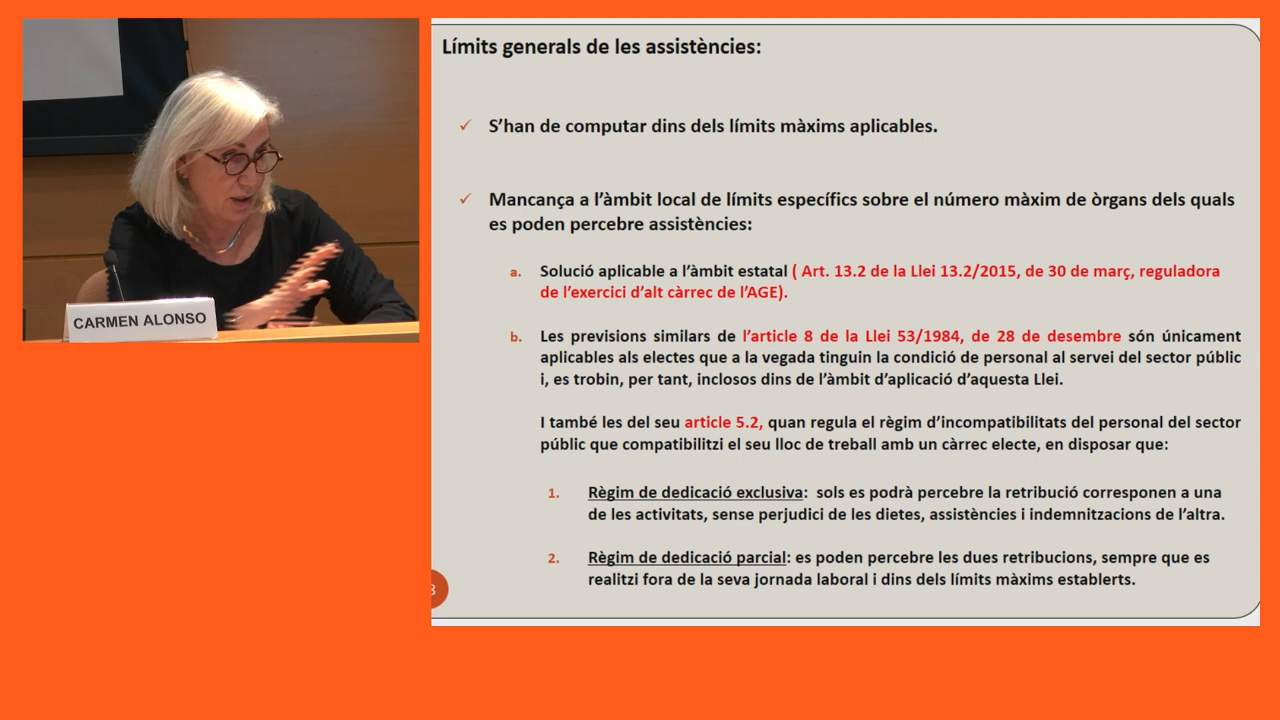 CARMEN ALONSO
Límits generals de les assistències:
✓ S'han de computar dins dels límits màxims aplicables.
✓ Mancança a l'àmbit local de límits específics sobre el número màxim de òrgans dels quals
es poden percebre assistències:
a. Solució aplicable a l'àmbit estatal ( Art. 13.2 de la Llei 13.2/2015, de 30 de març, reguladora
de l'exercici d'alt càrrec de l'AGE).
b. Les previsions similars de l'article 8 de la Llei 53/1984, de 28 de desembre són únicament
aplicables als electes que a la vegada tinguin la condició de personal al servei del sector públic
i, es trobin, per tant, inclosos dins de l'àmbit d'aplicació d'aquesta Llei.
I també les del seu article 5.2, quan regula el règim d'incompatibilitats del personal del sector
públic que compatibilitzi el seu lloc de treball amb un càrrec electe, en disposar que:
1. Règim de dedicació exclusiva: sols es podrà percebre la retribució corresponen a una
de les activitats, sense perjudici de les dietes, assistències i indemnitzacions de l'altra.
2. Règim de dedicació parcial: es poden percebre les dues retribucions, sempre que es
realitzi fora de la seva jornada laboral i dins dels límits màxims establerts.